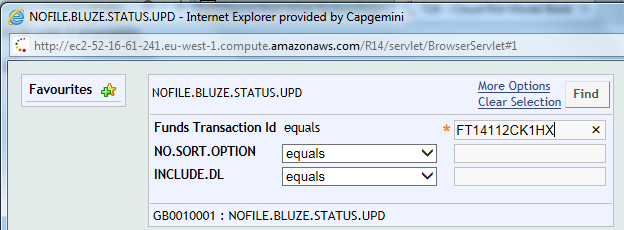 NOFILE.BLUZE.STATUS.UPD - Internet Explorer provided by Capgemini
http://ec2-52-16-61-241.eu-west-1.compute.amazonaws.com/R14/servlet/BrowserServlet#1
Favourites
NOFILE.BLUZE.STATUS.UPD
More Options
Clear Selection
Find
Funds Transaction Id equals * FT14112CK1HX ×
NO.SORT.OPTION equals
INCLUDE.DL equals
GB0010001 : NOFILE.BLUZE.STATUS.UPD